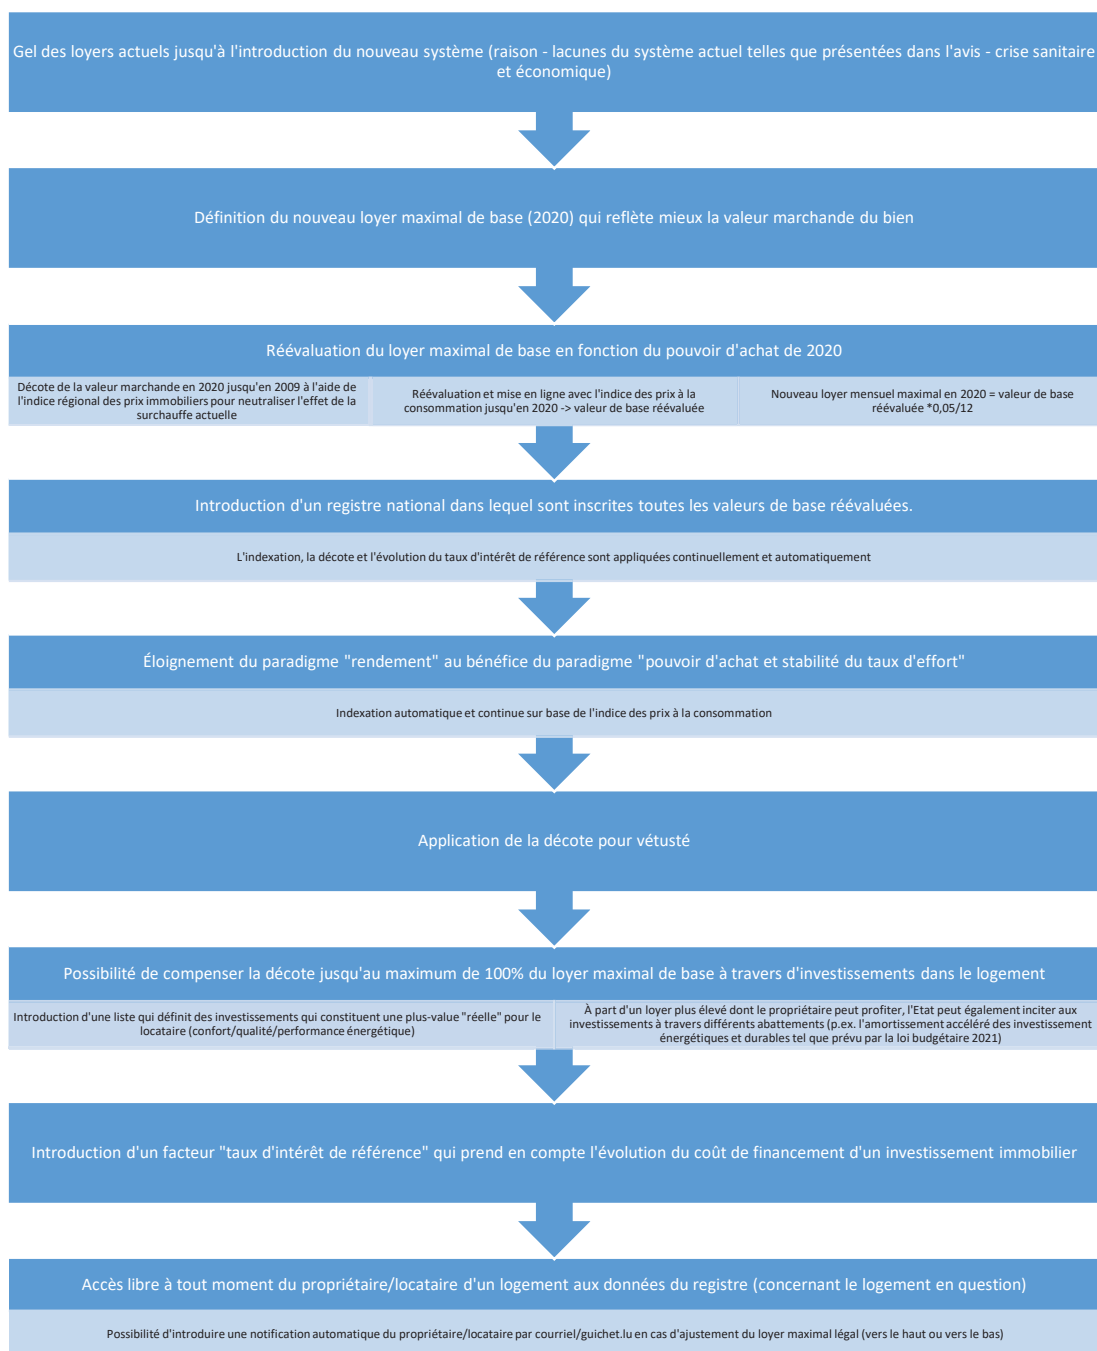 Gel des loyers actuels jusqu'à l'introduction du nouveau système (raison - lacunes du système actuel telles que présentées dans l'avis - crise sanitaire
et économique)
Définition du nouveau loyer maximal de base (2020) qui reflète mieux la valeur marchande du bien
Réévaluation du loyer maximal de base en fonction du pouvoir d'achat de 2020
Décote de la valeur marchande en 2020 jusqu'en 2009 à l'aide de
l'indice régional des prix immobiliers pour neutraliser l'effet de la
surchauffe actuelle
Réévaluation et mise en ligne avec l'indice des prix à la
consommation jusqu'en 2020 -> valeur de base réévaluée
Nouveau loyer mensuel maximal en 2020 = valeur de base
réévaluée *0,05/12
Introduction d'un registre national dans lequel sont inscrites toutes les valeurs de base réévaluées.
L'indexation, la décote et l'évolution du taux d'intérêt de référence sont appliquées continuellement et automatiquement
Éloignement du paradigme "rendement" au bénéfice du paradigme "pouvoir d'achat et stabilité du taux d'effort"
Indexation automatique et continue sur base de l'indice des prix à la consommation
Application de la décote pour vétusté
Possibilité de compenser la décote jusqu'au maximum de 100% du loyer maximal de base à travers d'investissements dans le logement
Introduction d'une liste qui définit des investissements qui constituent une plus-value "réelle" pour le
locataire (confort/qualité/performance énergétique)
À part d'un loyer plus élevé dont le propriétaire peut profiter, l'Etat peut également inciter aux
investissements à travers différents abattements (p.ex. l'amortissement accéléré des investissement
énergétiques et durables tel que prévu par la loi budgétaire 2021)
Introduction d'un facteur "taux d'intérêt de référence" qui prend en compte l'évolution du coût de financement d'un investissement immobilier
Accès libre à tout moment du propriétaire/locataire d'un logement aux données du registre (concernant le logement en question)
Possibilité d'introduire une notification automatique du propriétaire/locataire par courriel/guichet.lu en cas d'ajustement du loyer maximal légal (vers le haut ou vers le bas)